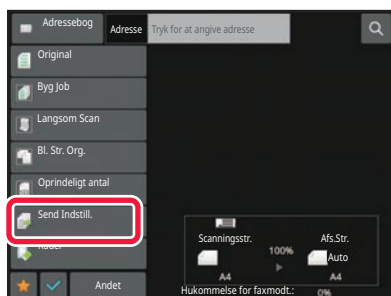 Adressebog
Adresse
Tryk for at angive adresse
Original
Byg Job
Langsom Scan
Bl. Str. Org.
Oprindeligt antal
Send Indstill.
Scanningsstr.
100%
Afs.Str.
Auto
A4
A4
Andet
Hukommelse for faxmodt.:
0%